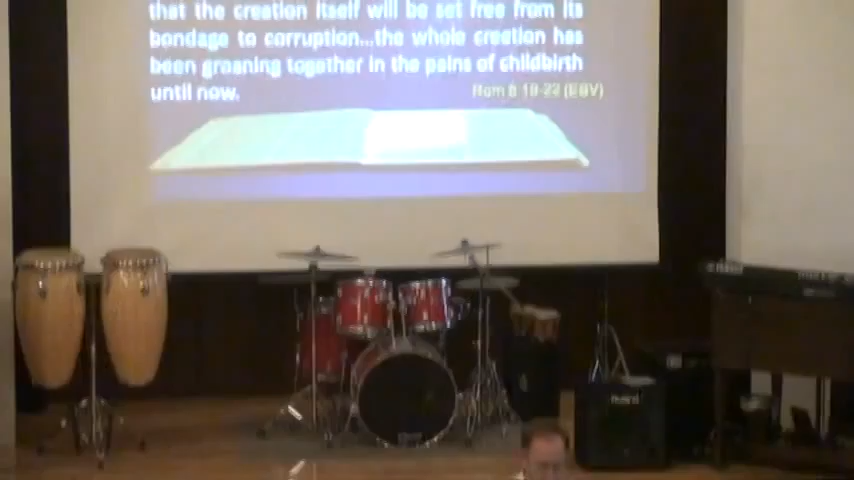 that the creation itself will be set free from its
bondage to corruption...the whole creation has
been groaning together in the pains of childbirth
until now.
Rom 8 19-22 (ESV)
Roland